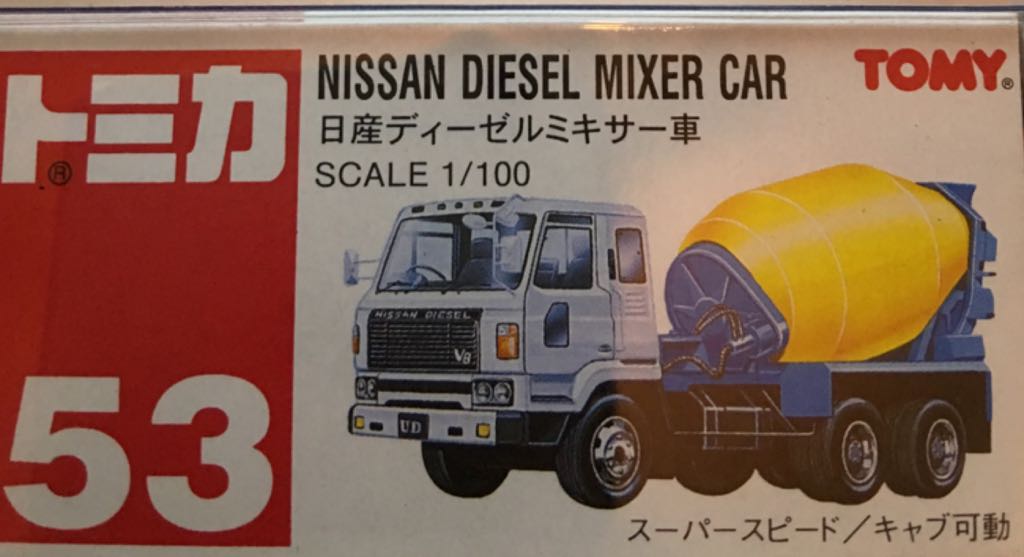 トミカ®
53
NISSAN DIESEL MIXER CAR
TOMY®
日産ディーゼルミキサー車
SCALE 1/100
NISSAN DIESEL
V8
UD
スーパースピード/キャブ可動